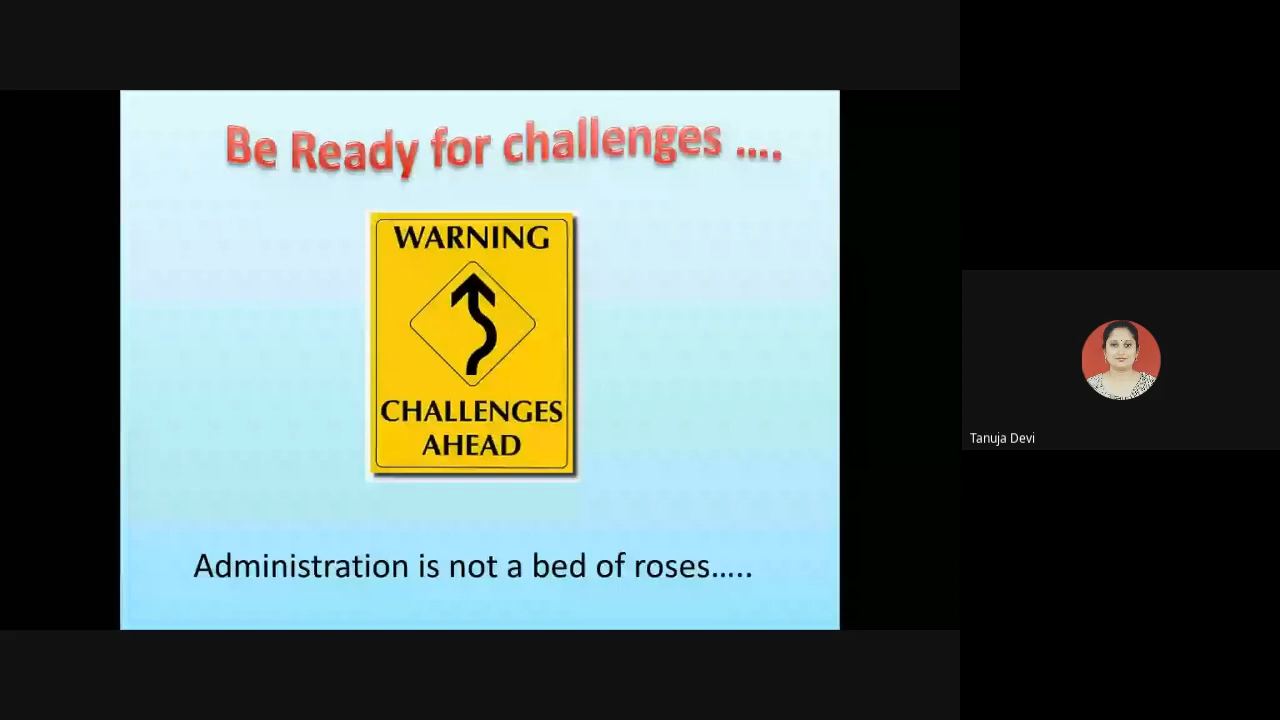 Be Ready for challenges ....
WARNING
CHALLENGES
AHEAD
Administration is not a bed of roses.....
Tanuja Devi